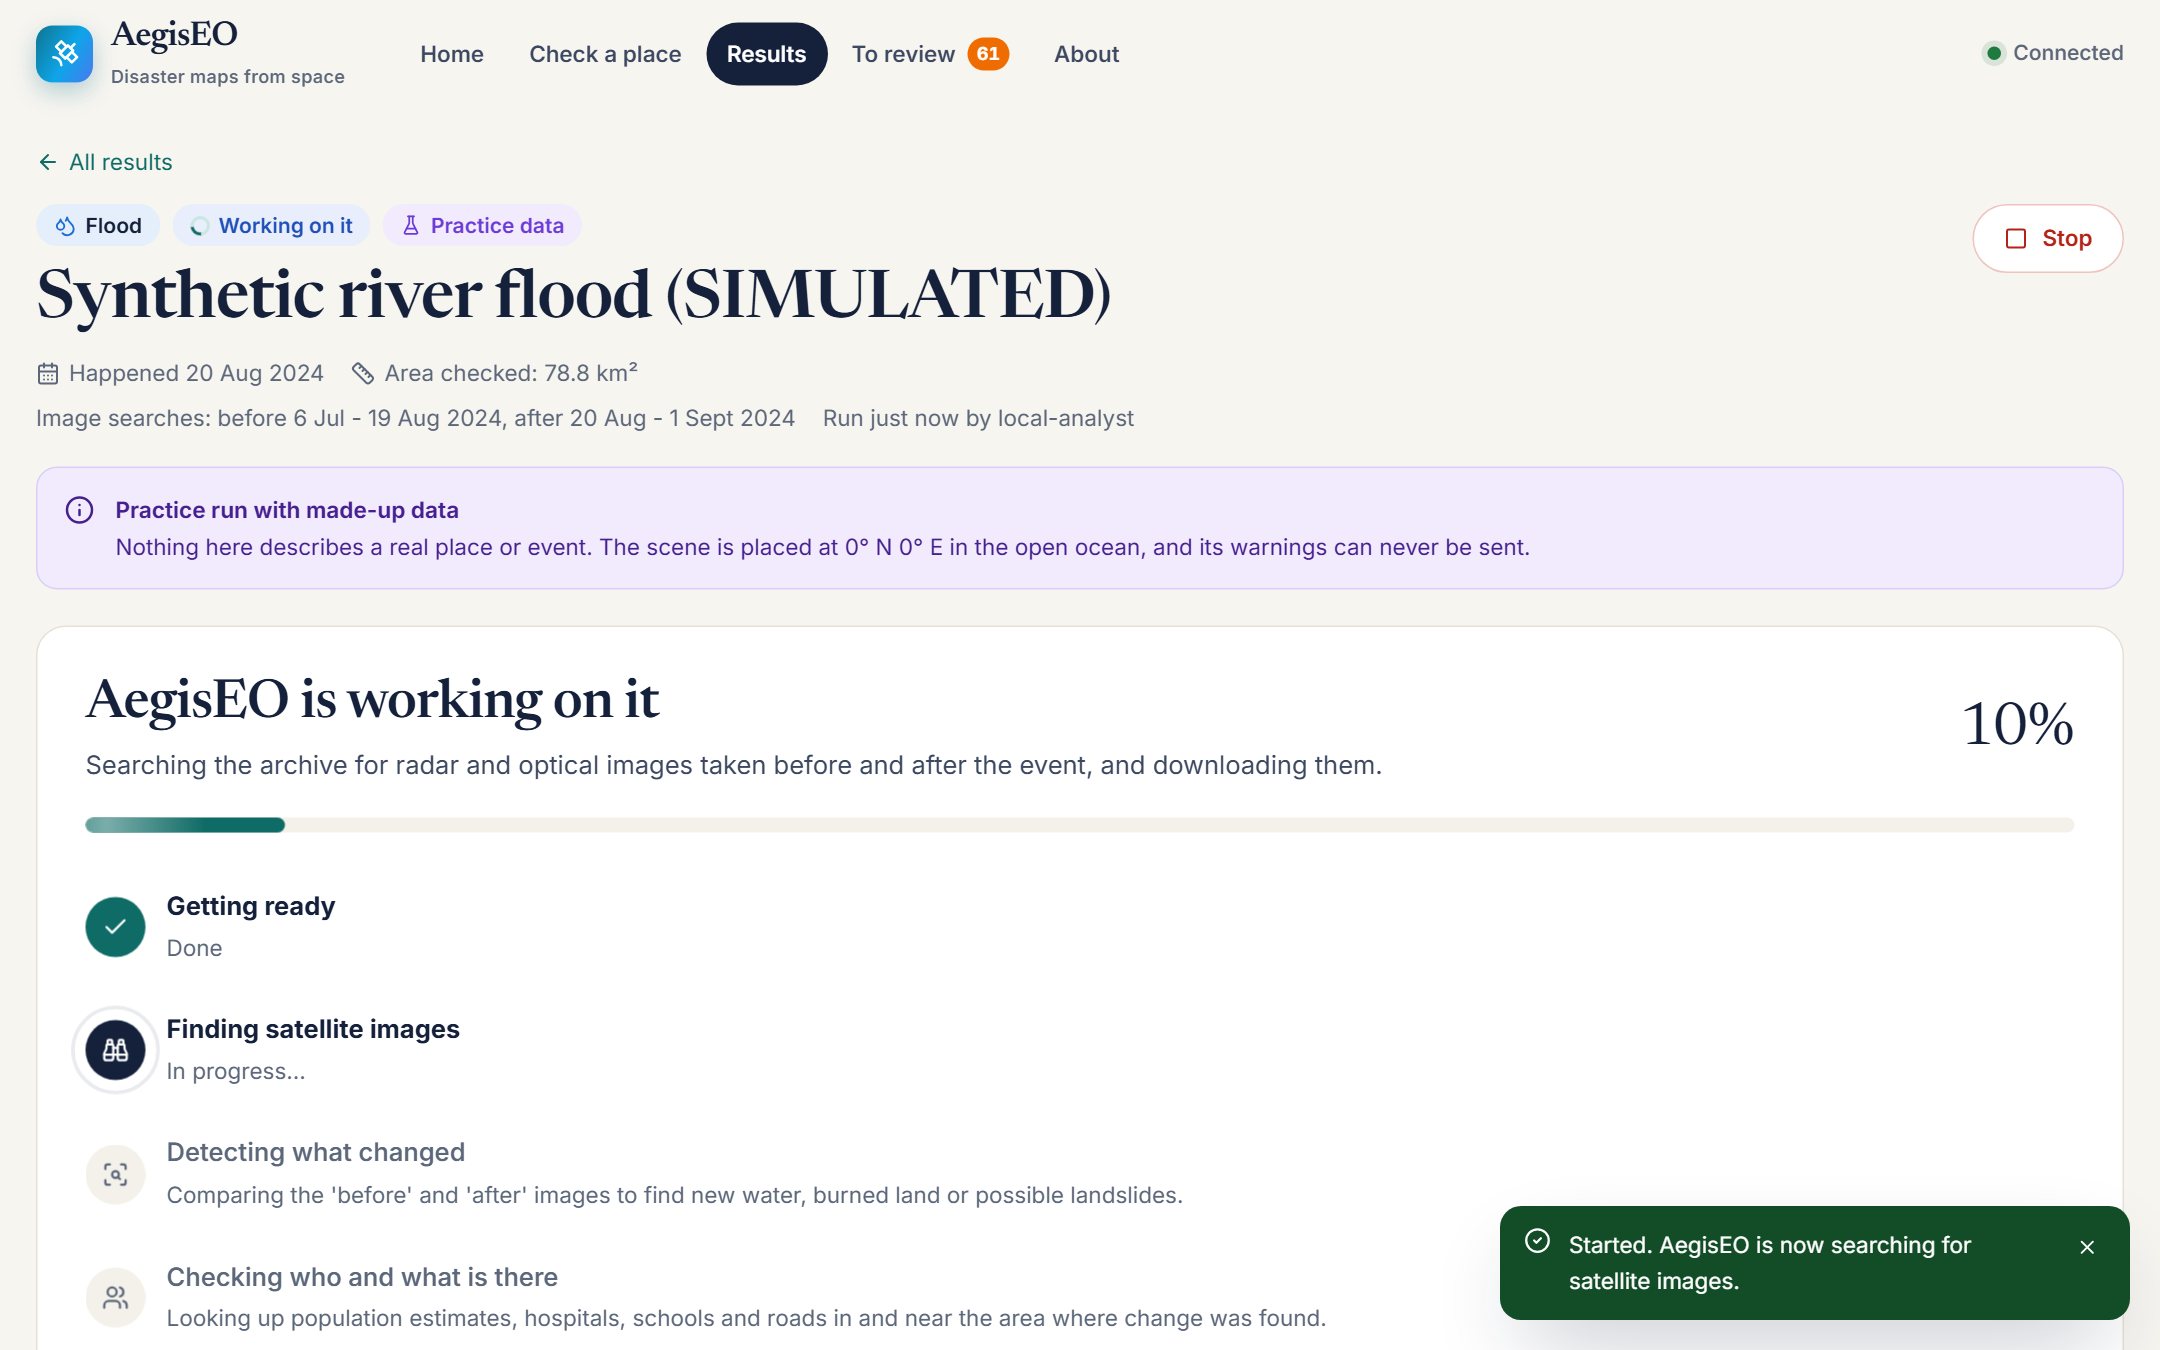 AegisEO
Disaster maps from space
Home
Check a place
Results
To review 61
About
Connected
All results
Flood
Working on it
Practice data
Stop
Synthetic river flood (SIMULATED)
Happened 20 Aug 2024
Area checked: 78.8 km²
Image searches: before 6 Jul - 19 Aug 2024, after 20 Aug - 1 Sept 2024
Run just now by local-analyst
Practice run with made-up data
Nothing here describes a real place or event. The scene is placed at 0° N 0° E in the open ocean, and its warnings can never be sent.
AegisEO is working on it
10%
Searching the archive for radar and optical images taken before and after the event, and downloading them.
Getting ready
Done
Finding satellite images
In progress...
Detecting what changed
Comparing the 'before' and 'after' images to find new water, burned land or possible landslides.
Checking who and what is there
Looking up population estimates, hospitals, schools and roads in and near the area where change was found.
Started. AegisEO is now searching for
satellite images.